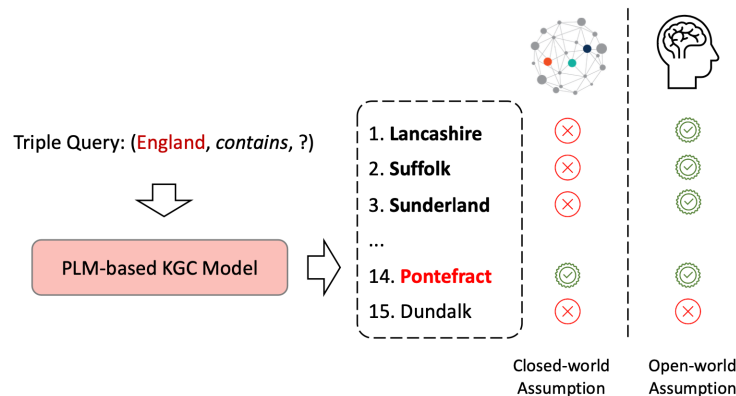 Triple Query: (England, contains, ?)
PLM-based KGC Model
1. Lancashire
2. Suffolk
3. Sunderland
...
14. Pontefract
15. Dundalk
Closed-world
Assumption
Open-world
Assumption